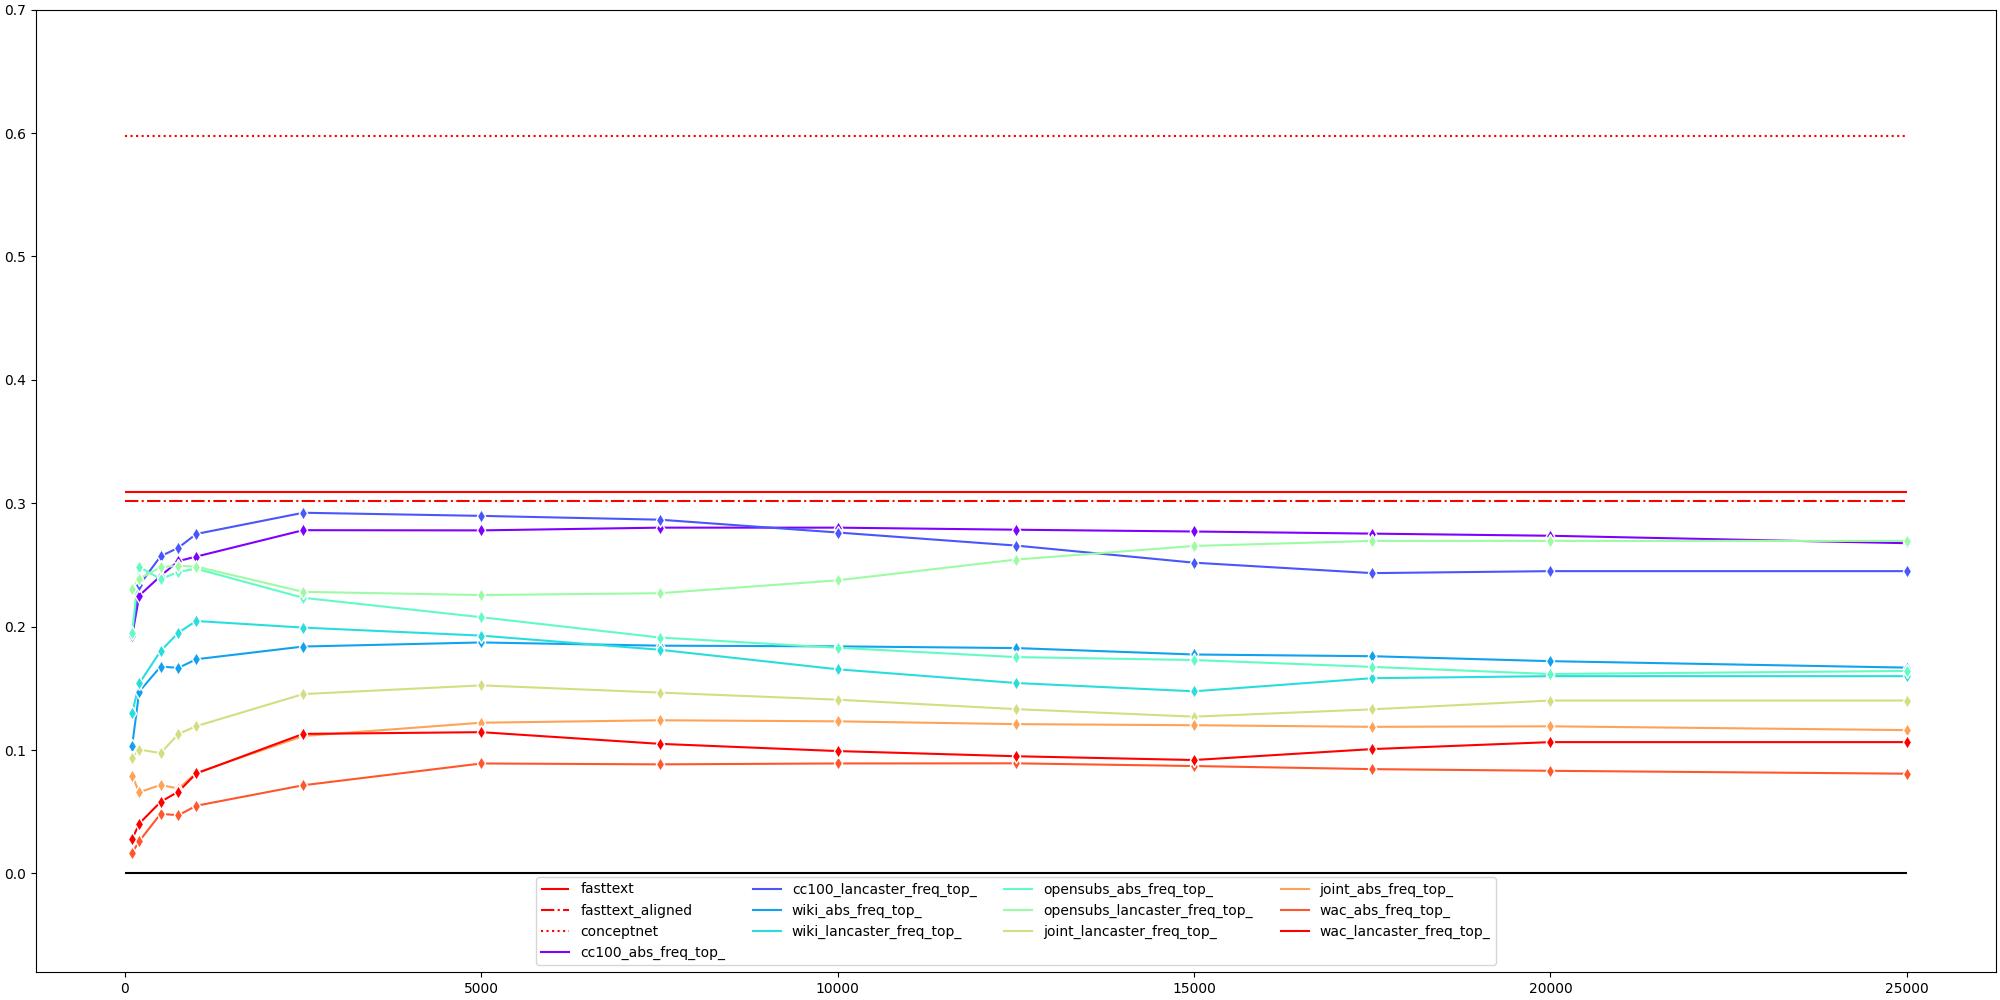 0.7
0.6
0.5
0.4
0.3
0.2
0.1
0.0
fasttext
fasttext_aligned
conceptnet
cc100_abs_freq_top_
cc100_lancaster_freq_top_
wiki_abs_freq_top_
wiki_lancaster_freq_top_
opensubs_abs_freq_top_
opensubs_lancaster_freq_top_
joint_lancaster_freq_top_
joint_abs_freq_top_
wac_abs_freq_top_
wac_lancaster_freq_top_
0
5000
10000
15000
20000
25000